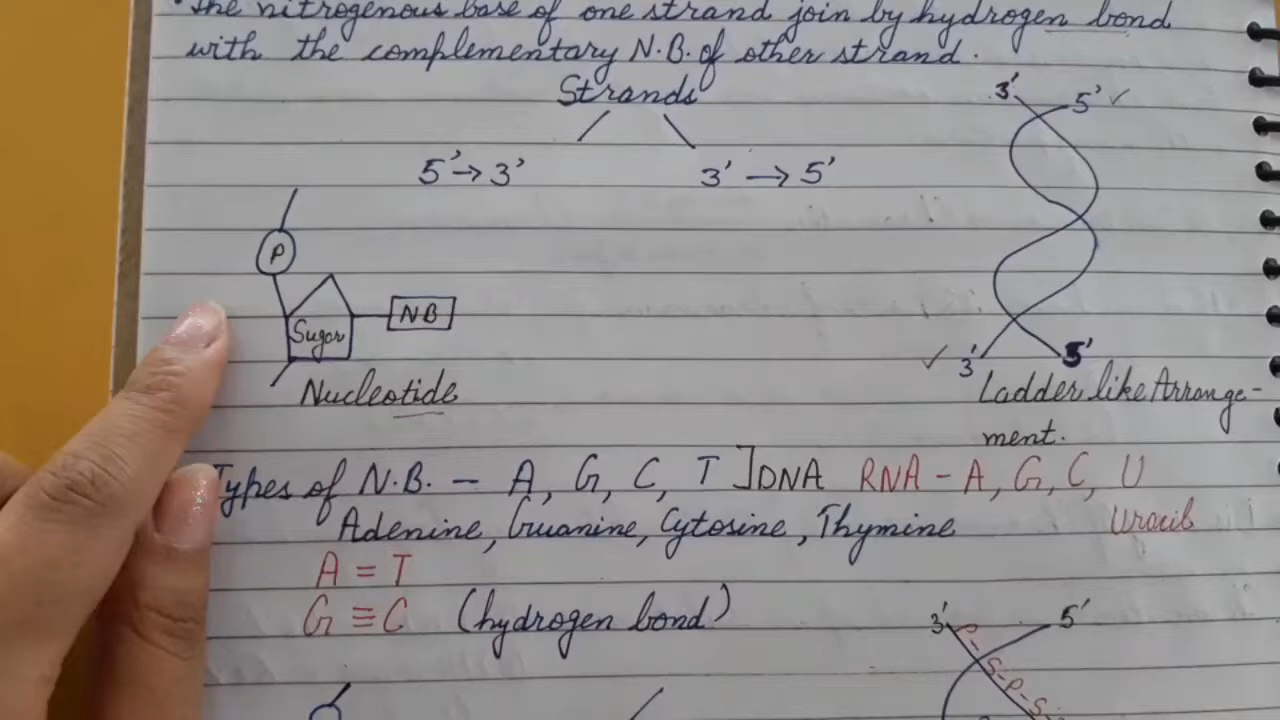 • The nitrogenous base of one strand join by hydrogen bond
with the complementary N.B. of other strand.
Strands
5' → 3'
3' → 5'
3'
5' ✓
P
Sugar
NB
Nucleotide
✓ 3'
5'
Ladder like Arrange-
ment.
Types of N.B. - A, G, C, T ] DNA RNA - A, G, C, U
Adenine, Guanine, Cytosine, Thymine
Uracil
A = T
G ≡ C (hydrogen bond)
3'
5'
P-S-P-S-